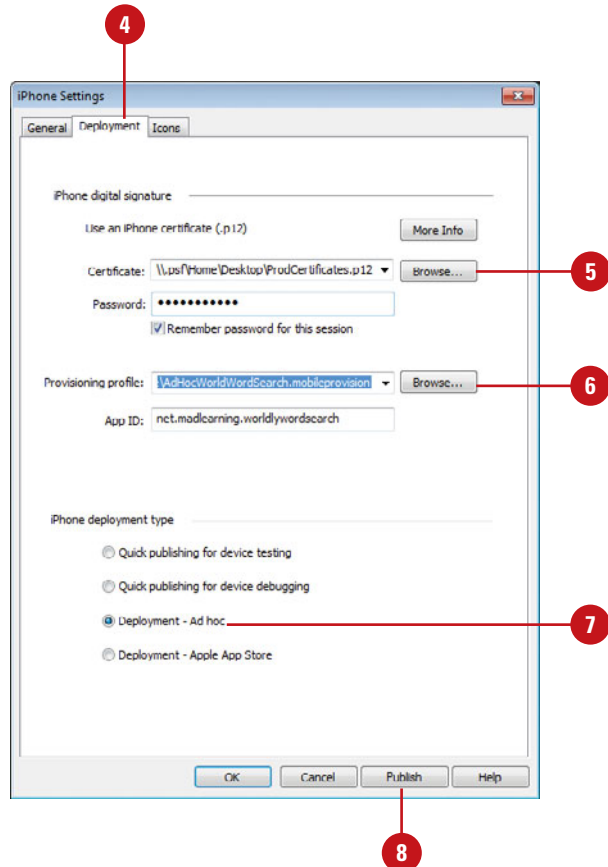 4
iPhone Settings
General Deployment Icons
iPhone digital signature
Use an iPhone certificate (.p12) More Info
Certificate: \\.psf\Home\Desktop\ProdCertificates.p12 Browse... 5
Password: •••••••••••
Remember password for this session
Provisioning profile: \AdHocWorldWordSearch.mobileprovision Browse... 6
App ID: net.madlearning.worldlywordsearch
iPhone deployment type
Quick publishing for device testing
Quick publishing for device debugging
Deployment - Ad hoc 7
Deployment - Apple App Store
OK Cancel Publish Help
8